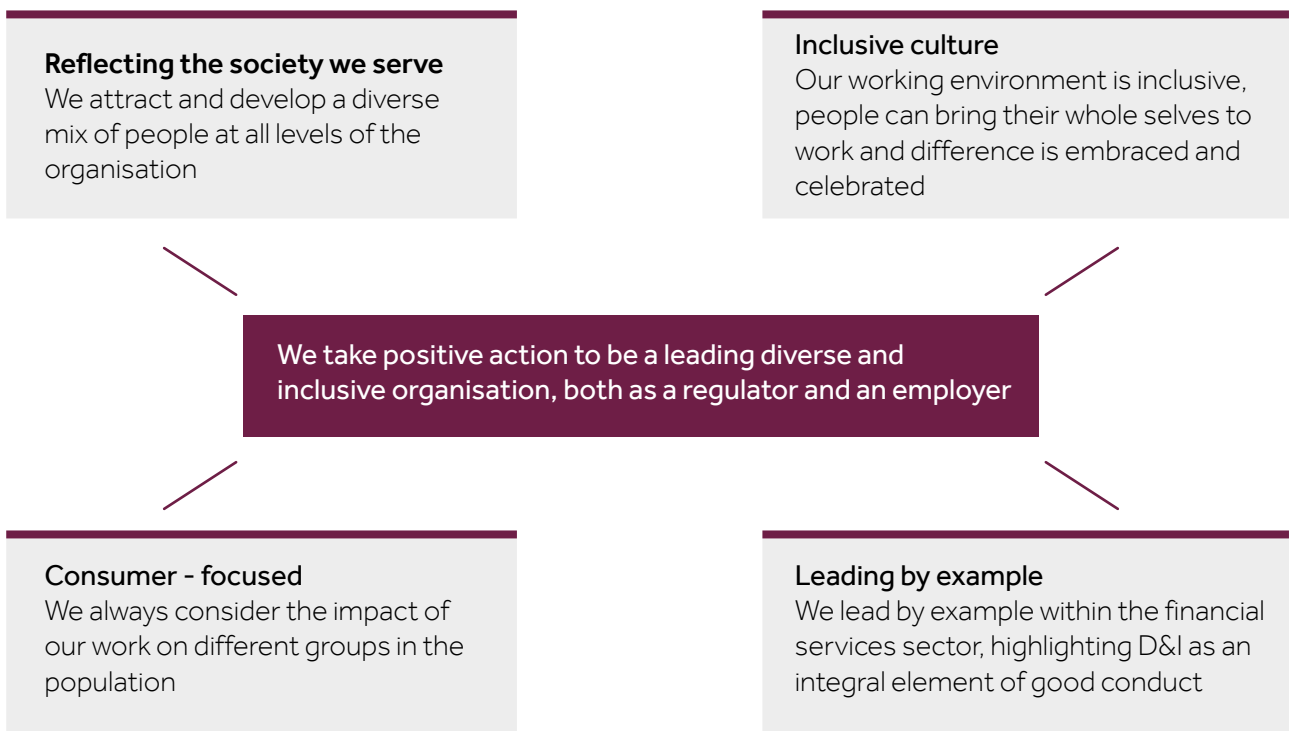 Reflecting the society we serve
We attract and develop a diverse
mix of people at all levels of the
organisation
Inclusive culture
Our working environment is inclusive,
people can bring their whole selves to
work and difference is embraced and
celebrated
We take positive action to be a leading diverse and
inclusive organisation, both as a regulator and an employer
Consumer - focused
We always consider the impact of
our work on different groups in the
population
Leading by example
We lead by example within the financial
services sector, highlighting D&I as an
integral element of good conduct